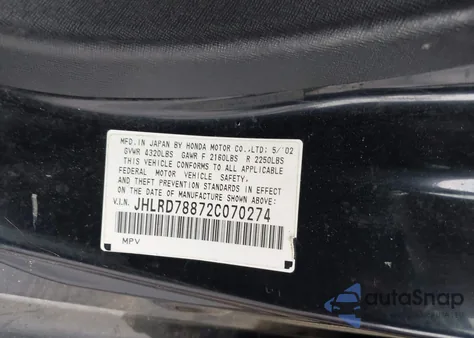 MFD. IN JAPAN BY HONDA MOTOR CO., LTD: 5/'02
GVWR 4320LBS GAWR F 2160LBS R 2250LBS
THIS VEHICLE CONFORMS TO ALL APPLICABLE
FEDERAL MOTOR VEHICLE SAFETY,
AND THEFT PREVENTION STANDARDS IN EFFECT
ON THE DATE OF MANUFACTURE SHOWN ABOVE:
V.I.N. JHLRD78872C070274
MPV
autoSnap